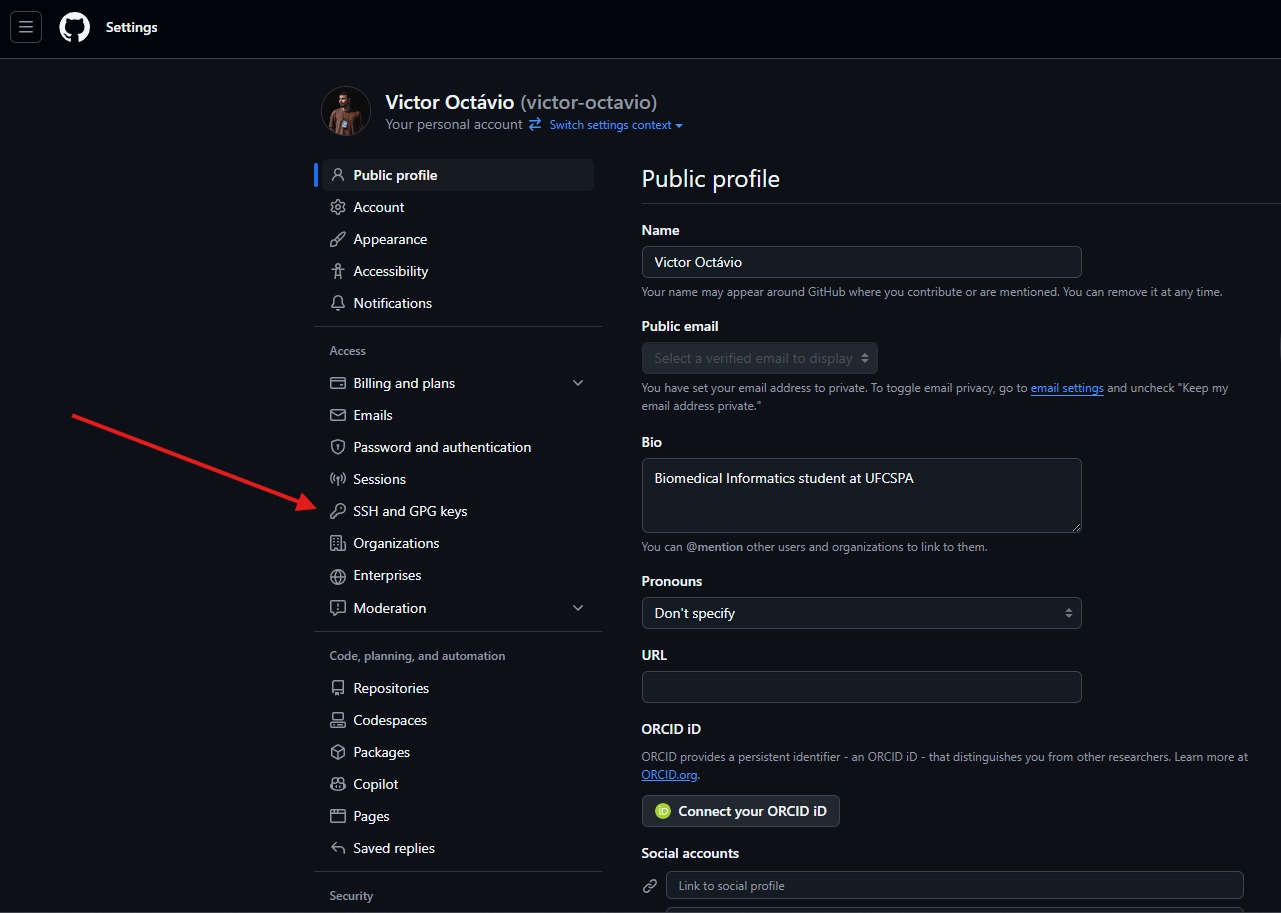 Settings
Victor Octávio (victor-octavio)
Your personal account Switch settings context
Public profile
Account
Appearance
Accessibility
Notifications
Access
Billing and plans
Emails
Password and authentication
Sessions
SSH and GPG keys
Organizations
Enterprises
Moderation
Code, planning, and automation
Repositories
Codespaces
Packages
Copilot
Pages
Saved replies
Security
Public profile
Name
Victor Octávio
Your name may appear around GitHub where you contribute or are mentioned. You can remove it at any time.
Public email
Select a verified email to display
You have set your email address to private. To toggle email privacy, go to email settings and uncheck "Keep my
email address private."
Bio
Biomedical Informatics student at UFCSPA
You can @mention other users and organizations to link to them.
Pronouns
Don't specify
URL
ORCID iD
ORCID provides a persistent identifier - an ORCID iD - that distinguishes you from other researchers. Learn more at
ORCID.org.
iD Connect your ORCID iD
Social accounts
Link to social profile